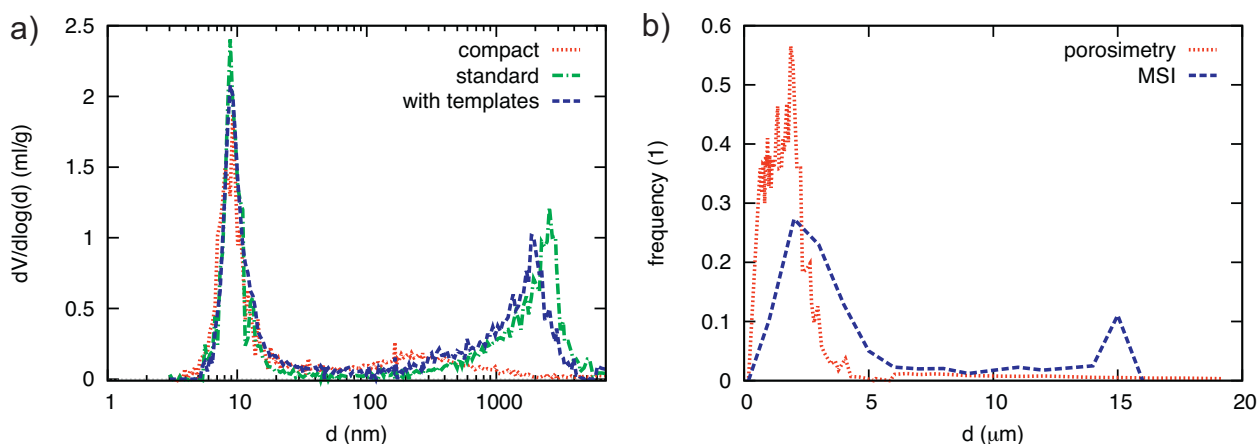 a)
2.5
2
1.5
1
0.5
0
dV/dlog(d) (ml/g)
compact
standard
with templates
1 10 100 1000
d (nm)
b)
0.6
0.5
0.4
0.3
0.2
0.1
0
frequency (1)
porosimetry
MSI
0 5 10 15 20
d (μm)